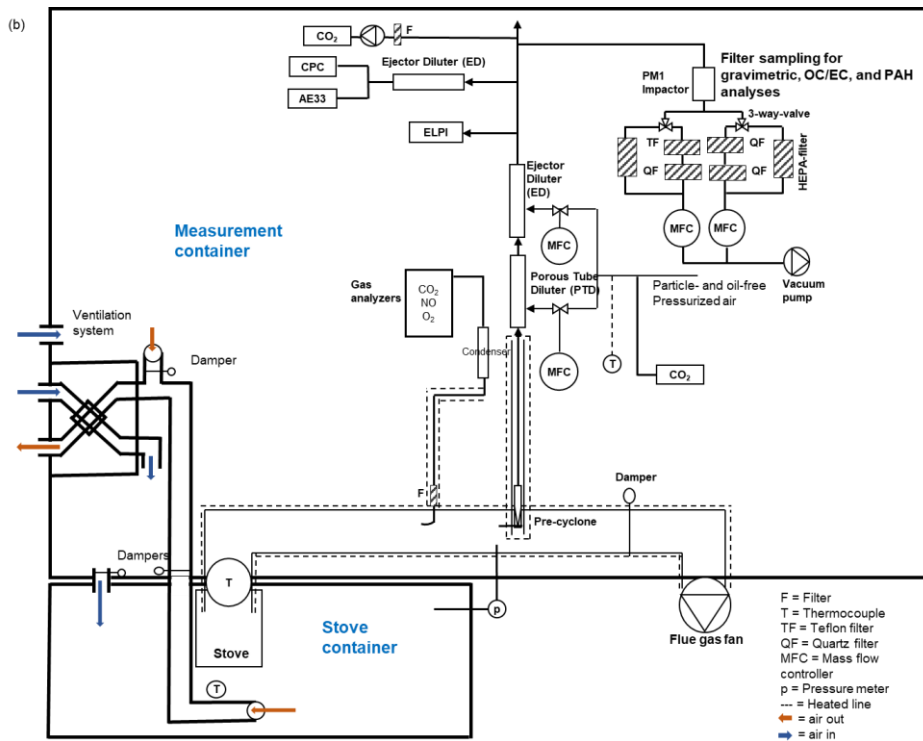 (b)
CO₂
F
CPC
AE33
Ejector Diluter (ED)
ELPI
PM1
Impactor
Filter sampling for
gravimetric, OC/EC, and PAH
analyses
3-way-valve
TF
QF
QF
QF
HEPA-filter
MFC
MFC
Vacuum
pump
Ejector
Diluter
(ED)
MFC
Measurement
container
Gas
analyzers
CO₂
NO
O₂
Porous Tube
Diluter (PTD)
Particle- and oil-free
Pressurized air
Condenser
MFC
T
CO₂
Ventilation
system
Damper
F
Pre-cyclone
Damper
Dampers
T
Stove
Stove
container
p
T
Flue gas fan
F = Filter
T = Thermocouple
TF = Teflon filter
QF = Quartz filter
MFC = Mass flow
controller
p = Pressure meter
--- = Heated line
= air out
= air in